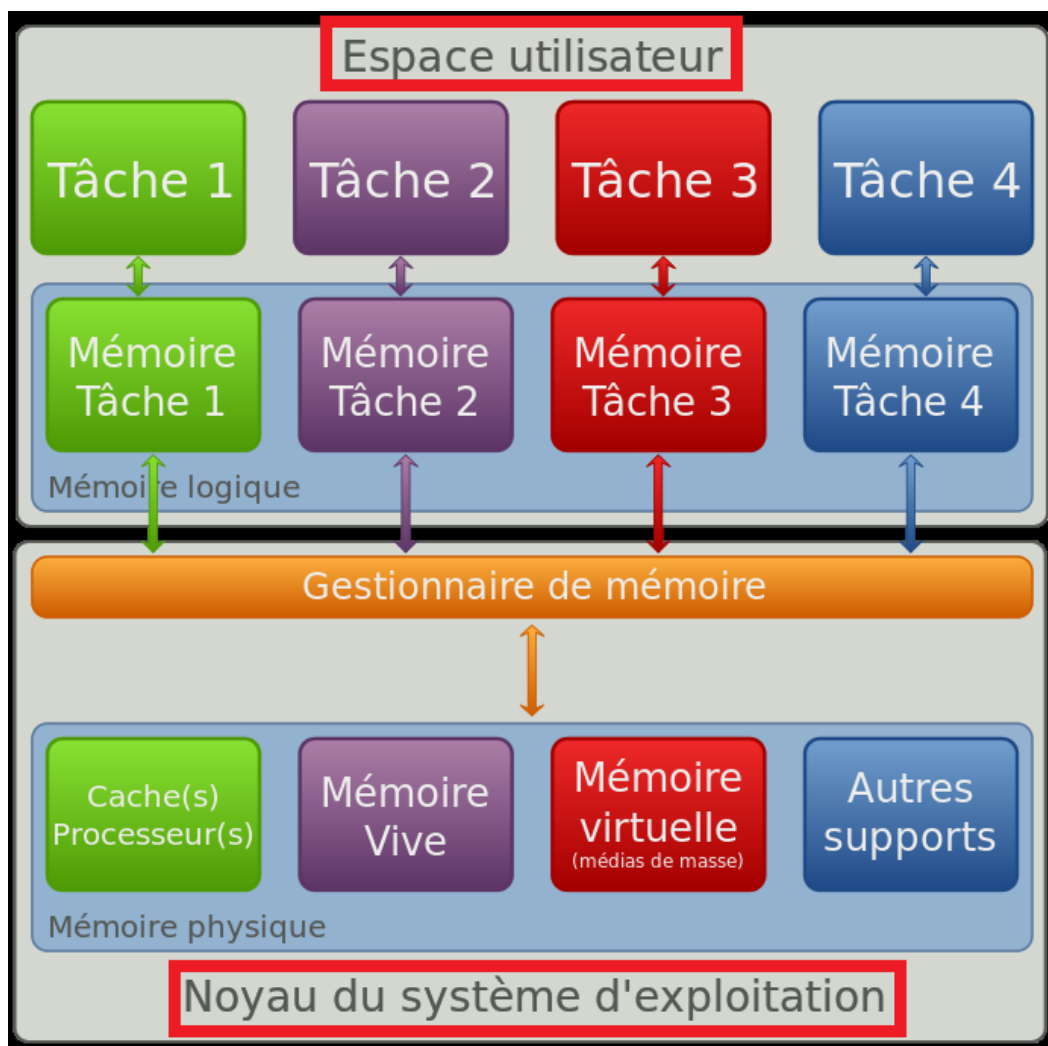 Espace utilisateur
Tâche 1
Tâche 2
Tâche 3
Tâche 4
Mémoire
Tâche 1
Mémoire
Tâche 2
Mémoire
Tâche 3
Mémoire
Tâche 4
Mémoire logique
Gestionnaire de mémoire
Cache(s)
Processeur(s)
Mémoire
Vive
Mémoire
virtuelle
(médias de masse)
Autres
supports
Mémoire physique
Noyau du système d'exploitation